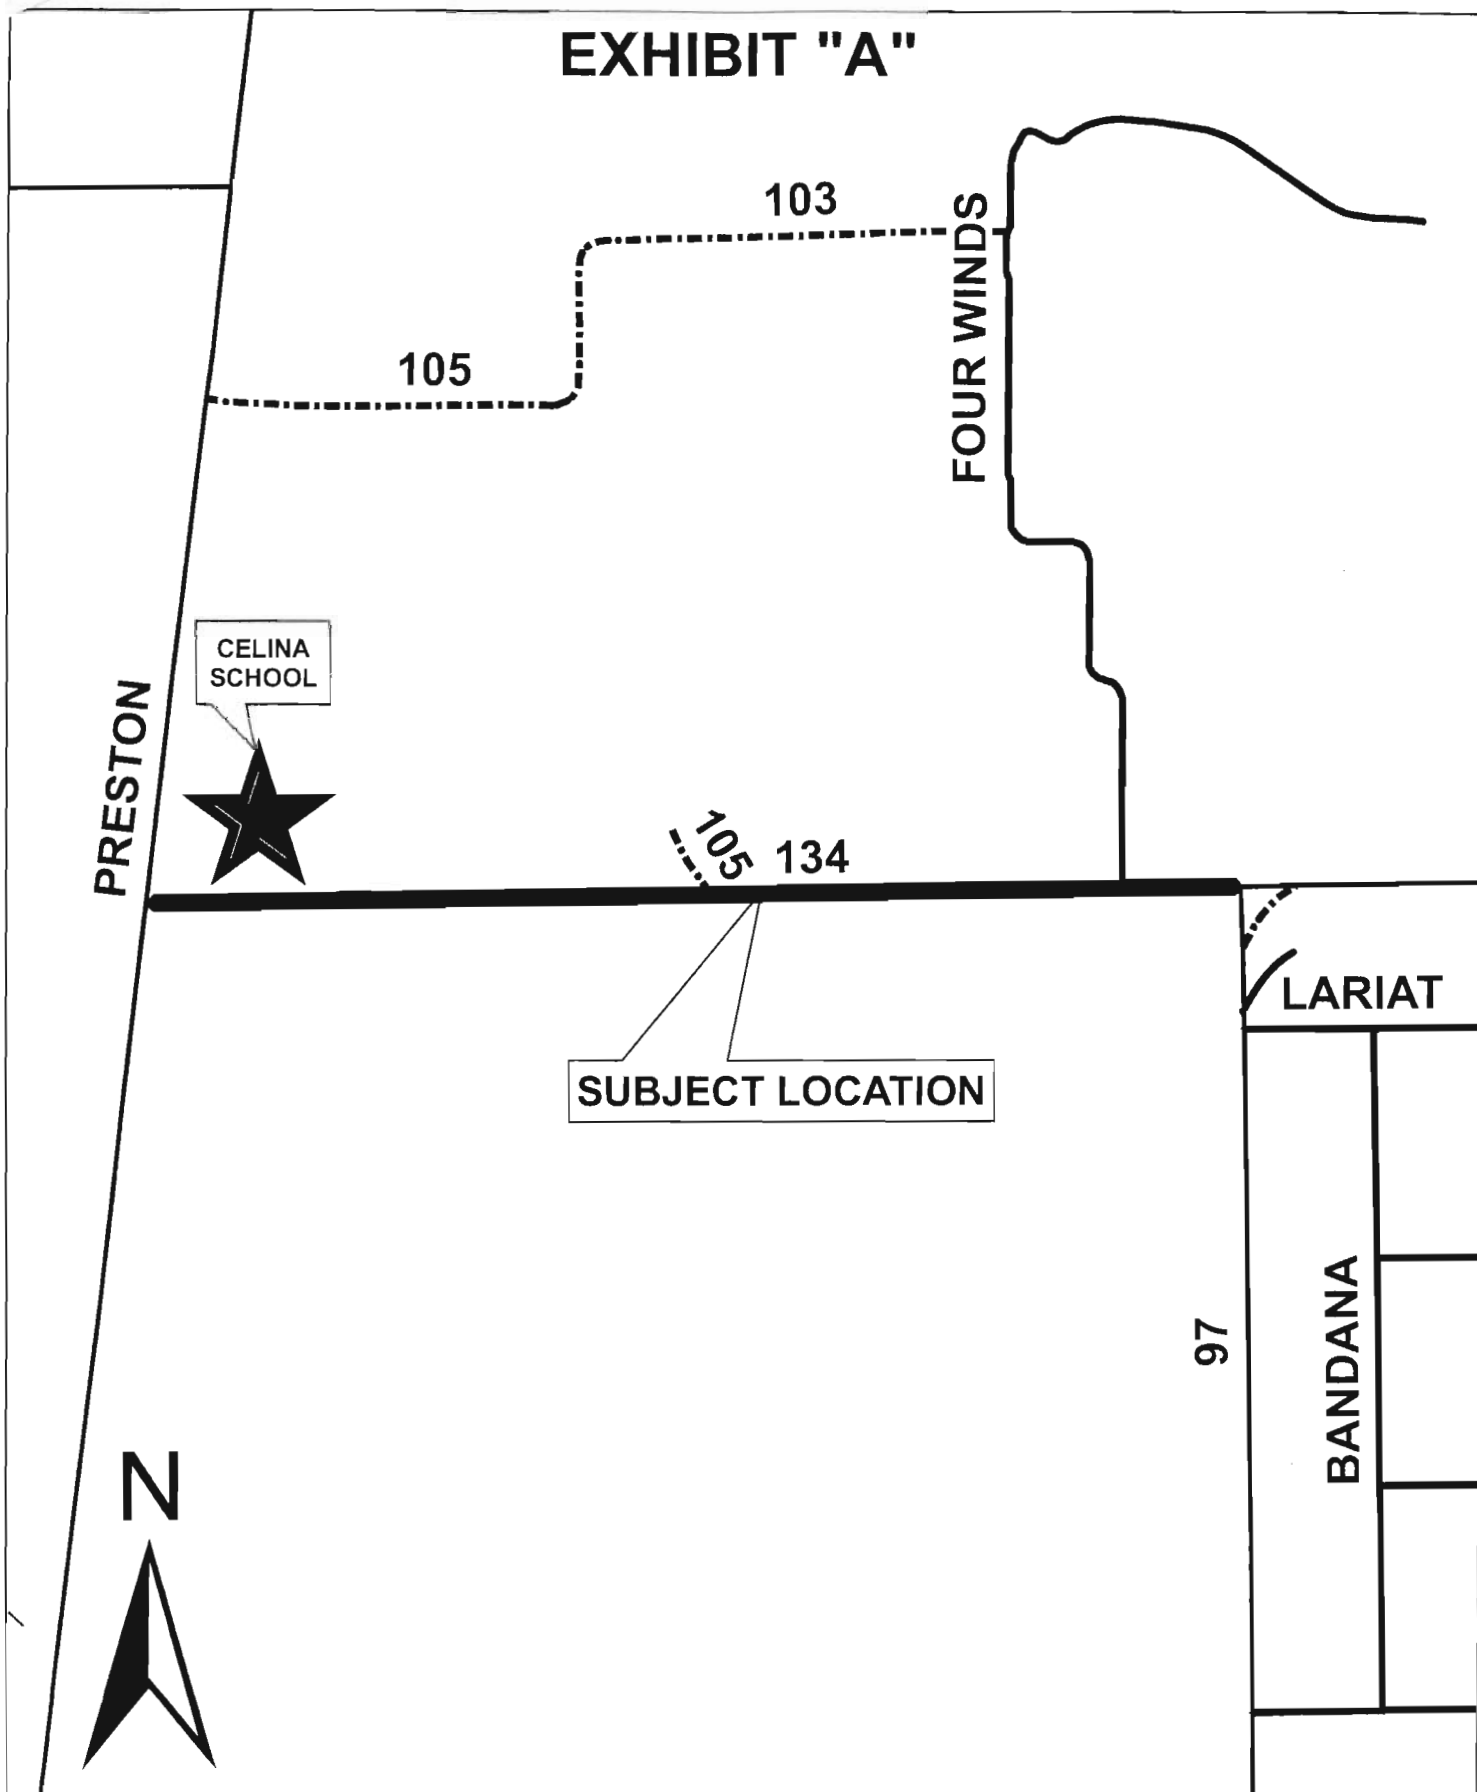 EXHIBIT "A"
103
FOUR WINDS
105
CELINA
SCHOOL
PRESTON
105
134
LARIAT
SUBJECT LOCATION
97
BANDANA
N